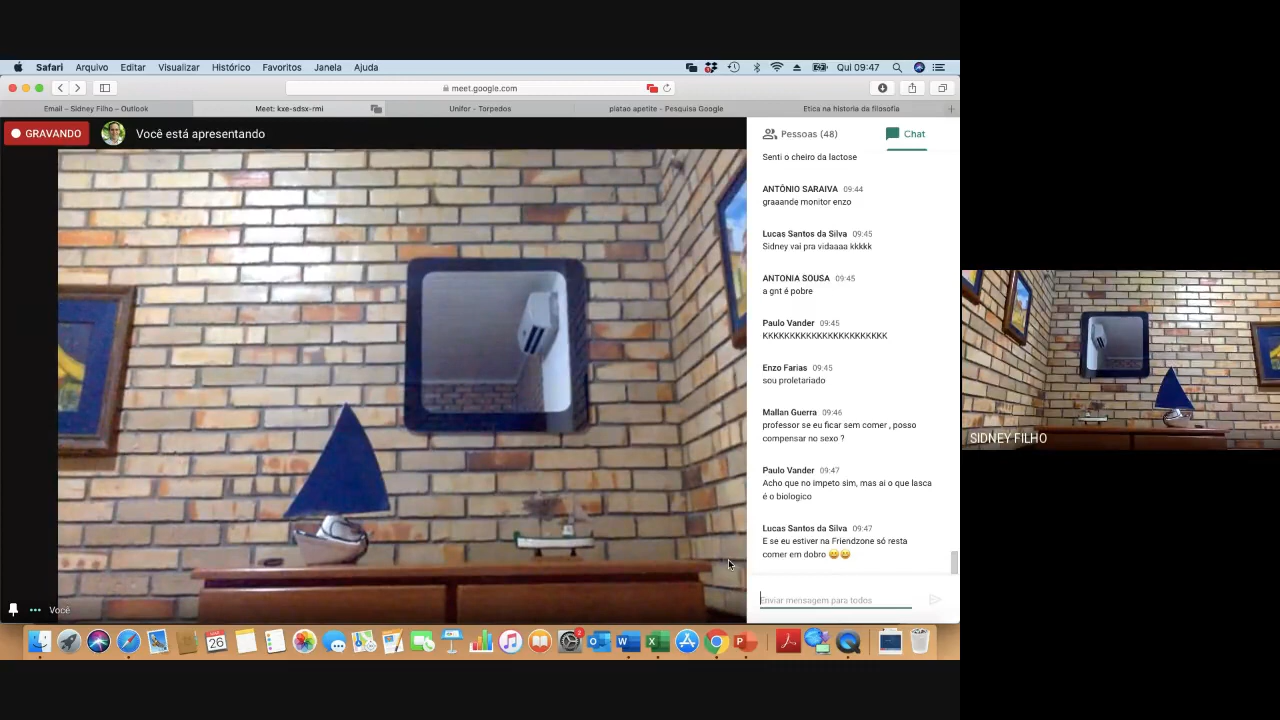 Safari Arquivo Editar Visualizar Histórico Favoritos Janela Ajuda Qui 09:47
meet.google.com
Email – Sidney Filho – Outlook Meet: kxe-sdsx-rmi Unifor - Torpedos platao apetite - Pesquisa Google Etica na historia da filosofia
GRAVANDO Você está apresentando
Pessoas (48) Chat
Senti o cheiro da lactose
ANTÔNIO SARAIVA 09:44
graaande monitor enzo
Lucas Santos da Silva 09:45
Sidney vai pra vidaaaa kkkkk
ANTONIA SOUSA 09:45
a gnt é pobre
Paulo Vander 09:45
KKKKKKKKKKKKKKKKKKKKKKK
Enzo Farias 09:45
sou proletariado
Mallan Guerra 09:46
professor se eu ficar sem comer , posso
compensar no sexo ?
Paulo Vander 09:47
Acho que no impeto sim, mas ai o que lasca
é o biologico
Lucas Santos da Silva 09:47
E se eu estiver na Friendzone só resta
comer em dobro 😄😄
Enviar mensagem para todos
Você
SIDNEY FILHO
26
2